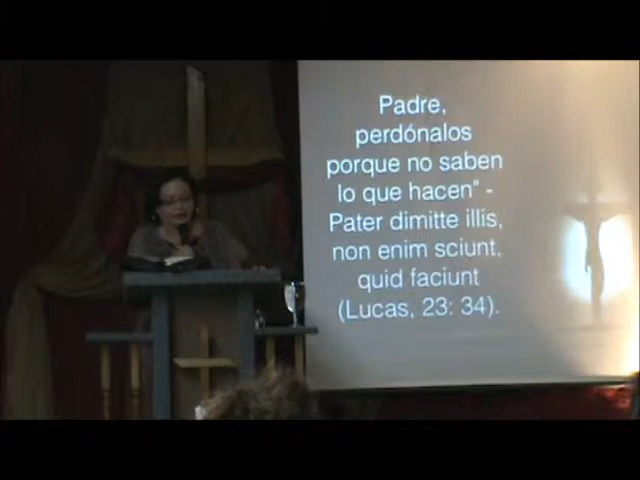 Padre,
perdónalos
porque no saben
lo que hacen" -
Pater dimitte illis,
non enim sciunt,
quid faciunt
(Lucas, 23: 34).